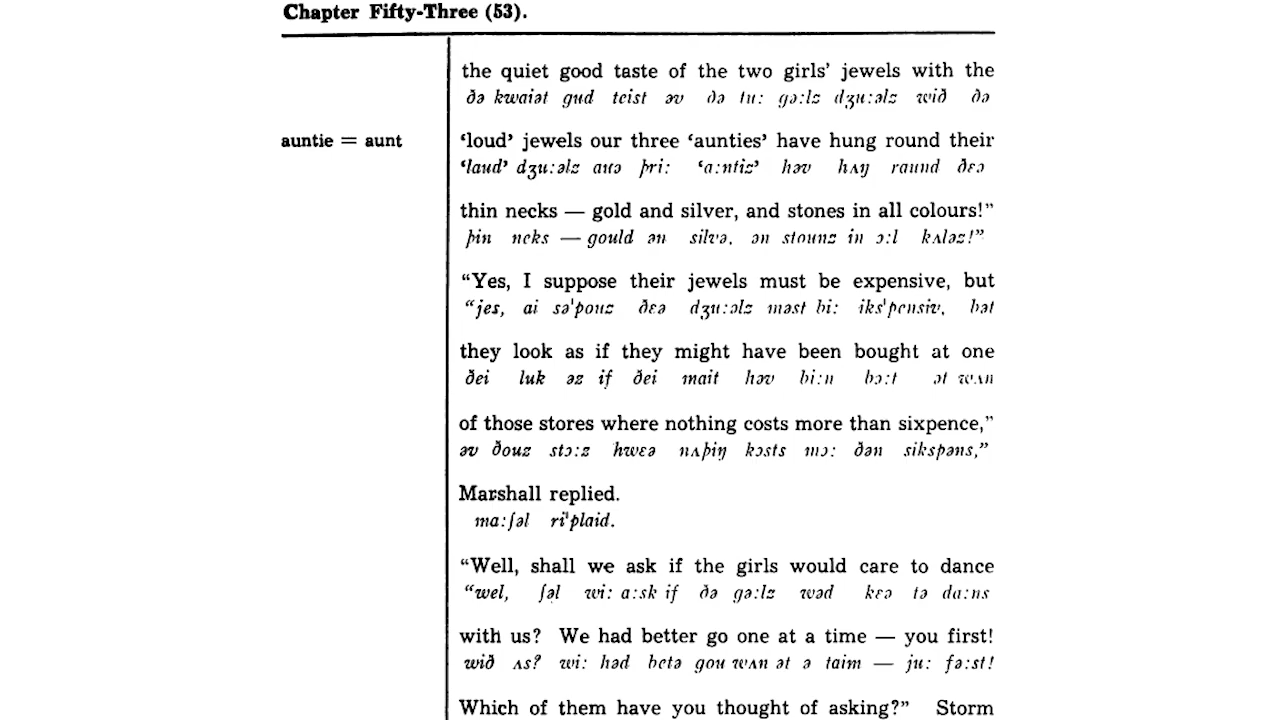 Chapter Fifty-Three (53).
the quiet good taste of the two girls’ jewels with the
ðə kwaiət gud teist əv ðə tu: gə:lz dʒu:əlz wið ðə
auntie = aunt
‘loud’ jewels our three ‘aunties’ have hung round their
‘laud’ dʒu:əlz auə þri: ‘a:ntiz’ həv hʌŋ raund ðɛə
thin necks — gold and silver, and stones in all colours!”
þin neks — gould ən silvə, ən stounz in ɔ:l kʌləz!”
“Yes, I suppose their jewels must be expensive, but
“jes, ai sə'pouz ðɛə dʒu:əlz məst bi: iks'pensiv, bət
they look as if they might have been bought at one
ðei luk əz if ðei mait həv bi:n bɔ:t ət wʌn
of those stores where nothing costs more than sixpence,”
əv ðouz stɔ:z hwɛə nʌþiŋ kɔsts mɔ: ðən sikspəns,”
Marshall replied.
ma:ʃəl ri'plaid.
“Well, shall we ask if the girls would care to dance
“wel, ʃəl wi: a:sk if ðə gə:lz wəd kɛə tə da:ns
with us? We had better go one at a time — you first!
wið ʌs? wi: həd betə gou wʌn ət ə taim — ju: fə:st!
Which of them have you thought of asking?” Storm